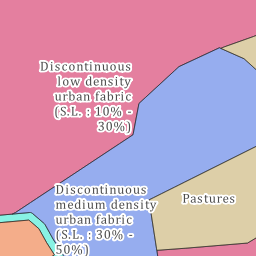 Discontinuous
low density
urban fabric
(S.L. : 10% -
30%)
Discontinuous
medium density
urban fabric
(S.L. : 30% -
50%)
Pastures